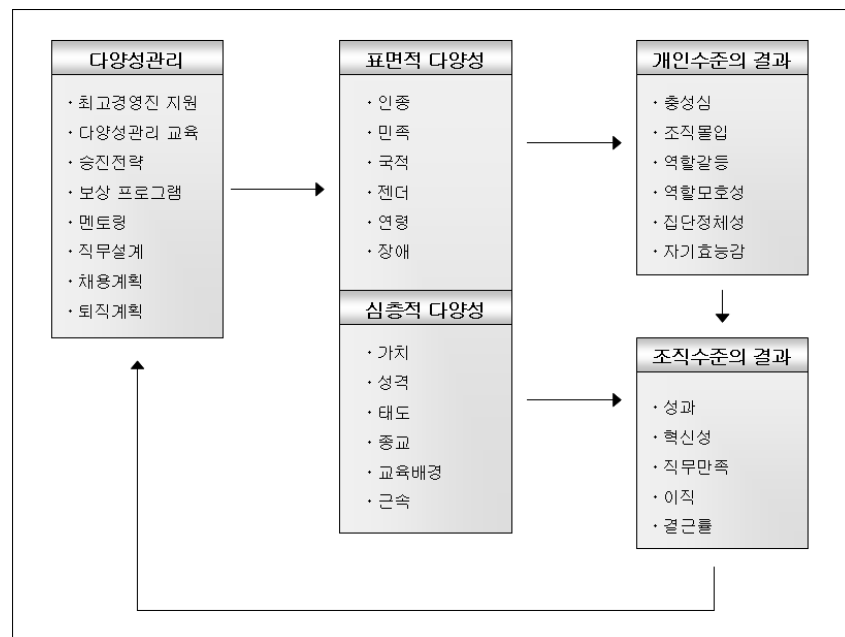 다양성관리
· 최고경영진 지원
· 다양성관리 교육
· 승진전략
· 보상 프로그램
· 멘토링
· 직무설계
· 채용계획
· 퇴직계획
표면적 다양성
· 인종
· 민족
· 국적
· 젠더
· 연령
· 장애
심층적 다양성
· 가치
· 성격
· 태도
· 종교
· 교육배경
· 근속
개인수준의 결과
· 충성심
· 조직몰입
· 역할갈등
· 역할모호성
· 집단정체성
· 자기효능감
조직수준의 결과
· 성과
· 혁신성
· 직무만족
· 이직
· 결근률